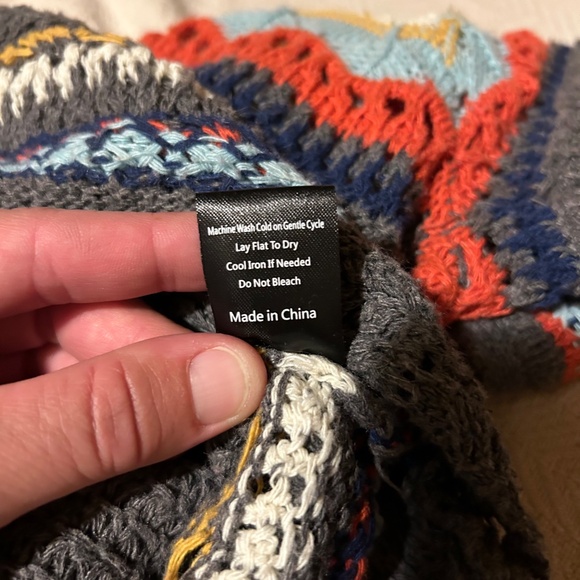 Machine Wash Cold on Gentle Cycle
Lay Flat To Dry
Cool Iron If Needed
Do Not Bleach
Made in China